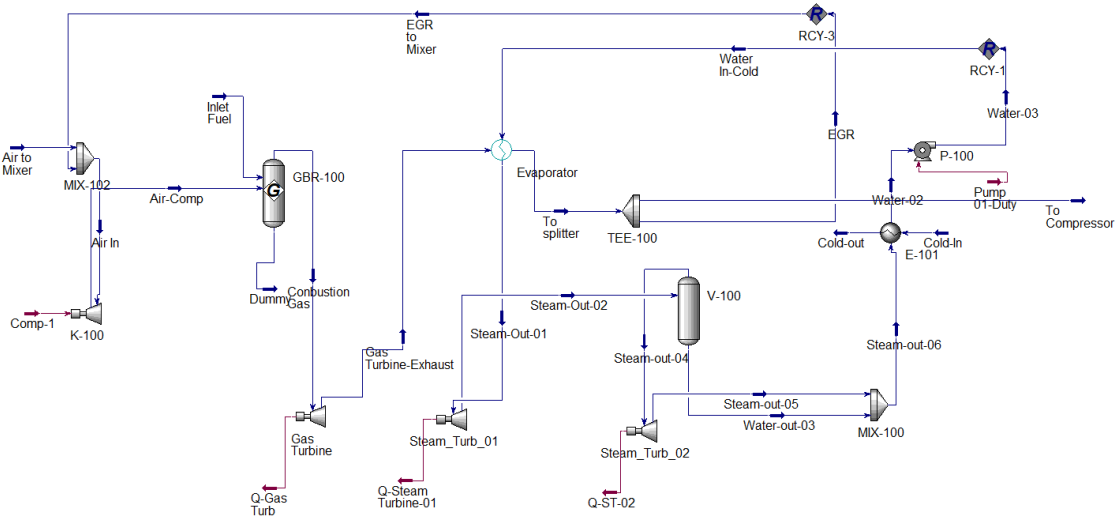 R
RCY-3
EGR
to
Mixer
R
RCY-1
Water
In-Cold
Inlet
Fuel
Water-03
EGR
Air to
Mixer
MIX-102
GBR-100
G
Evaporator
P-100
Air-Comp
Pump
01-Duty
Water-02
To
Compressor
To
splitter
TEE-100
Air In
Cold-out
Cold-In
E-101
Dummy
Conbustion
Gas
Comp-1
K-100
Steam-Out-02
V-100
Steam-Out-01
Steam-out-06
Gas
Turbine-Exhaust
Steam-out-04
Steam-out-05
Water-out-03
MIX-100
Gas
Turbine
Steam_Turb_01
Steam_Turb_02
Q-Gas
Turb
Q-Steam
Turbine-01
Q-ST-02